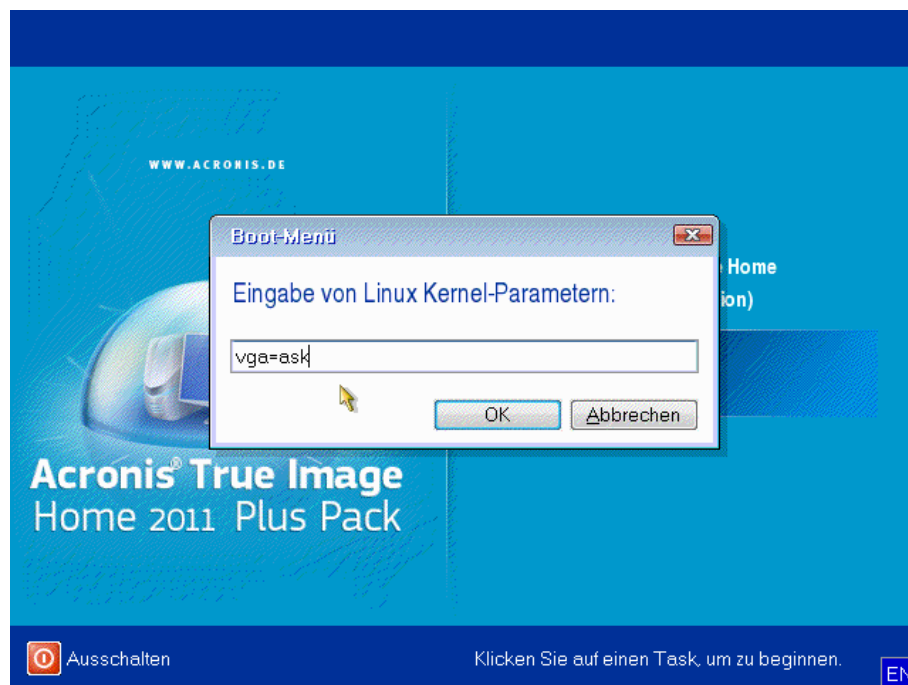 WWW.ACRONIS.DE
Boot-Menü
Home
Eingabe von Linux Kernel-Parametern:
ion)
vga=ask
OK
Abbrechen
Acronis® True Image
Home 2011 Plus Pack
Ausschalten
Klicken Sie auf einen Task, um zu beginnen.
EN